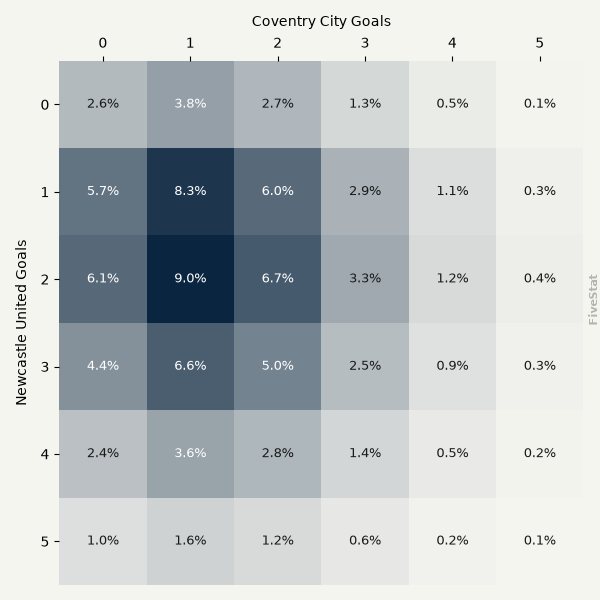 Coventry City Goals
0 1 2 3 4 5
0 2.6% 3.8% 2.7% 1.3% 0.5% 0.1%
1 5.7% 8.3% 6.0% 2.9% 1.1% 0.3%
2 6.1% 9.0% 6.7% 3.3% 1.2% 0.4%
3 4.4% 6.6% 5.0% 2.5% 0.9% 0.3%
4 2.4% 3.6% 2.8% 1.4% 0.5% 0.2%
5 1.0% 1.6% 1.2% 0.6% 0.2% 0.1%
Newcastle United Goals
FiveStat